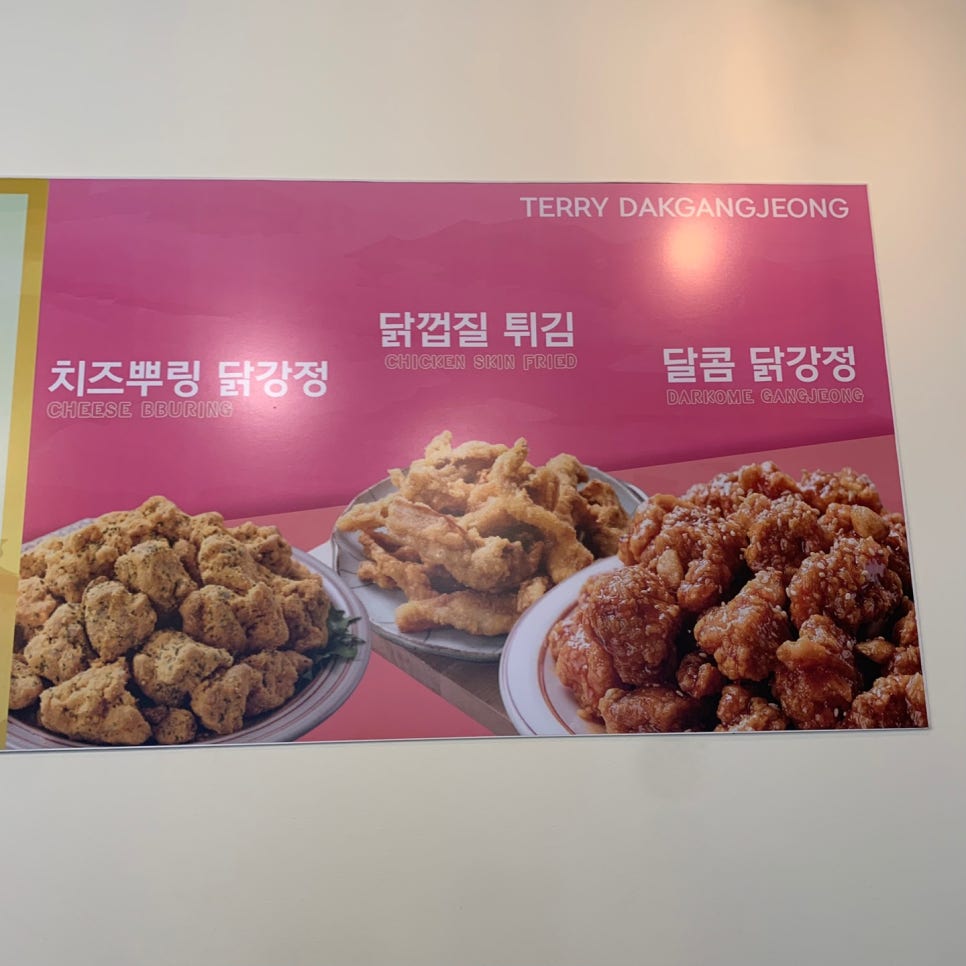 TERRY DAKGANGJEONG
치즈뿌링 닭강정
CHEESE BBURING
닭껍질 튀김
CHICKEN SKIN FRIED
달콤 닭강정
DARKOME GANGJEONG